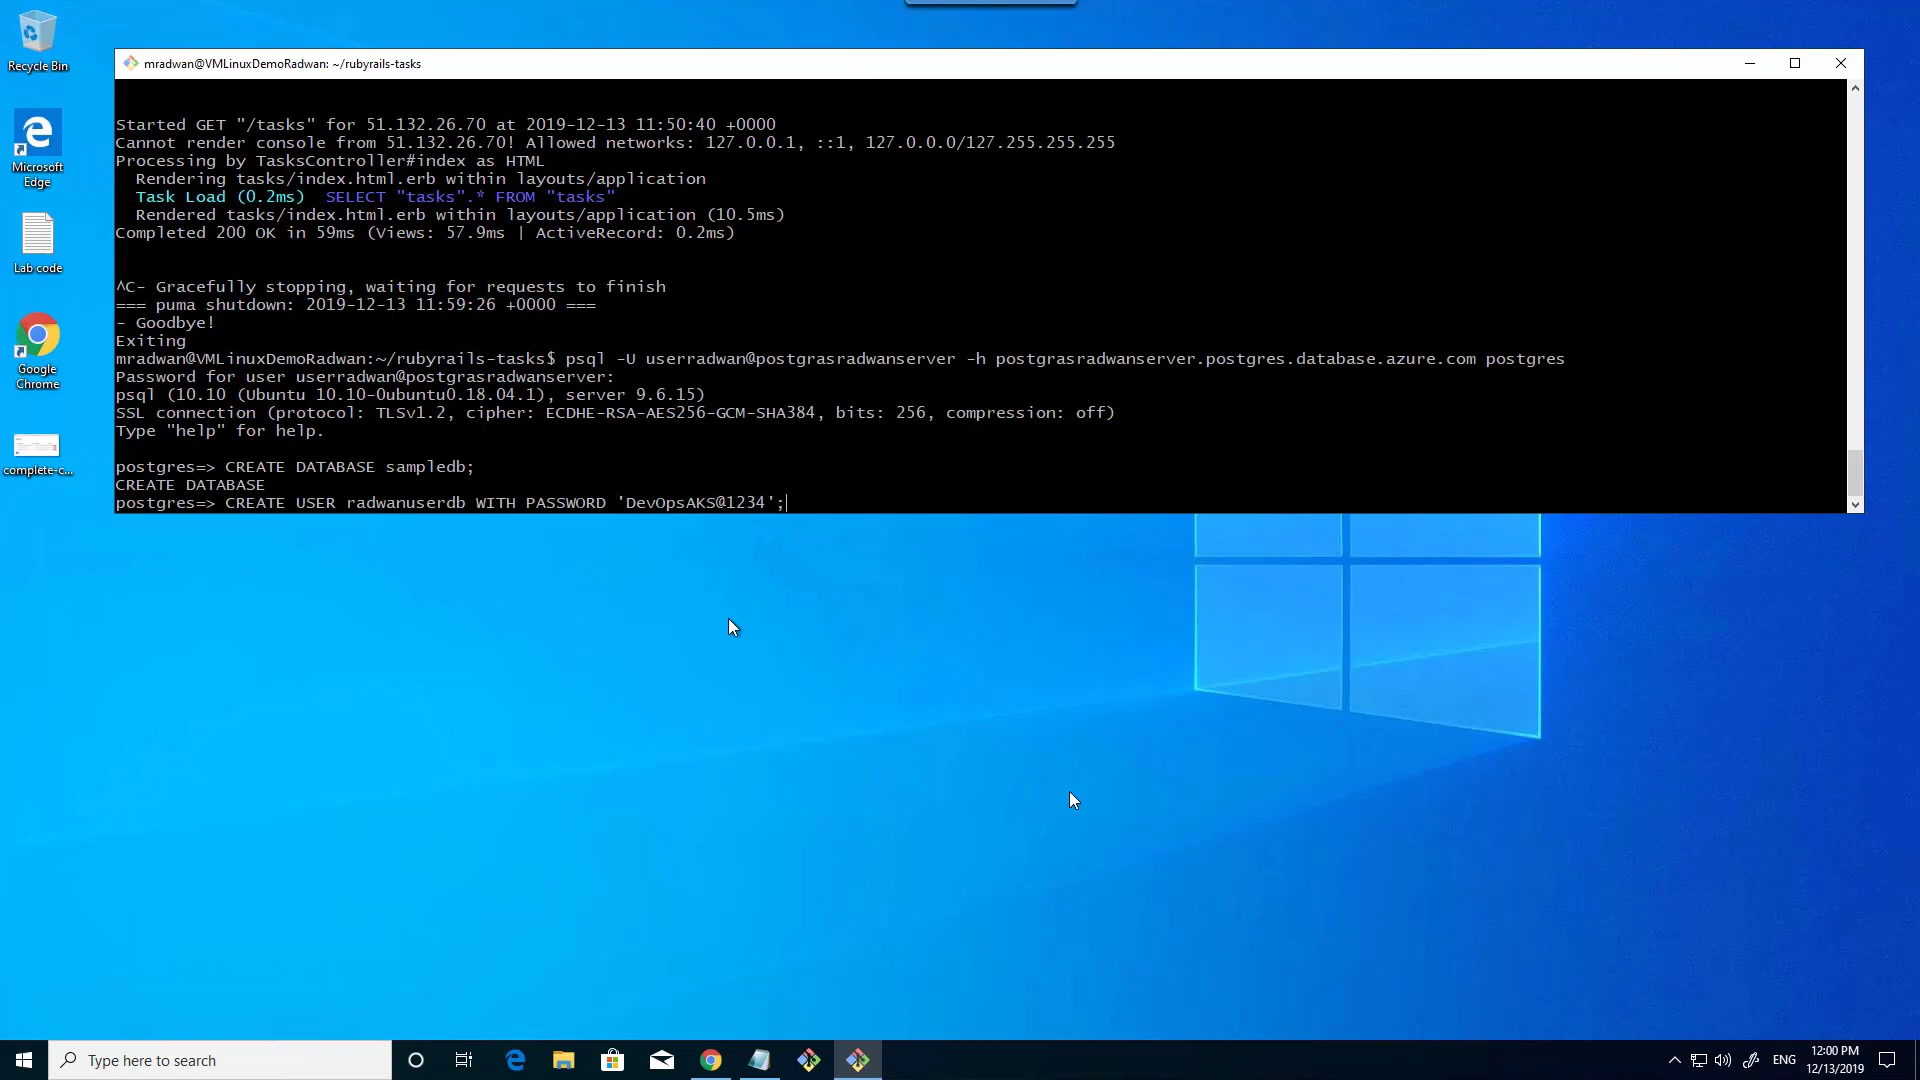 Recycle Bin
Microsoft
Edge
Lab code
Google
Chrome
complete-c...
mradwan@VMLinuxDemoRadwan: ~/rubyrails-tasks
Started GET "/tasks" for 51.132.26.70 at 2019-12-13 11:50:40 +0000
Cannot render console from 51.132.26.70! Allowed networks: 127.0.0.1, ::1, 127.0.0.0/127.255.255.255
Processing by TasksController#index as HTML
  Rendering tasks/index.html.erb within layouts/application
  Task Load (0.2ms)  SELECT "tasks".* FROM "tasks"
  Rendered tasks/index.html.erb within layouts/application (10.5ms)
Completed 200 OK in 59ms (Views: 57.9ms | ActiveRecord: 0.2ms)
^C- Gracefully stopping, waiting for requests to finish
=== puma shutdown: 2019-12-13 11:59:26 +0000 ===
- Goodbye!
Exiting
mradwan@VMLinuxDemoRadwan:~/rubyrails-tasks$ psql -U userradwan@postgrasradwanserver -h postgrasradwanserver.postgres.database.azure.com postgres
Password for user userradwan@postgrasradwanserver:
psql (10.10 (Ubuntu 10.10-0ubuntu0.18.04.1), server 9.6.15)
SSL connection (protocol: TLSv1.2, cipher: ECDHE-RSA-AES256-GCM-SHA384, bits: 256, compression: off)
Type "help" for help.
postgres=> CREATE DATABASE sampledb;
CREATE DATABASE
postgres=> CREATE USER radwanuserdb WITH PASSWORD 'DevOpsAKS@1234';
Type here to search
ENG
12:00 PM
12/13/2019